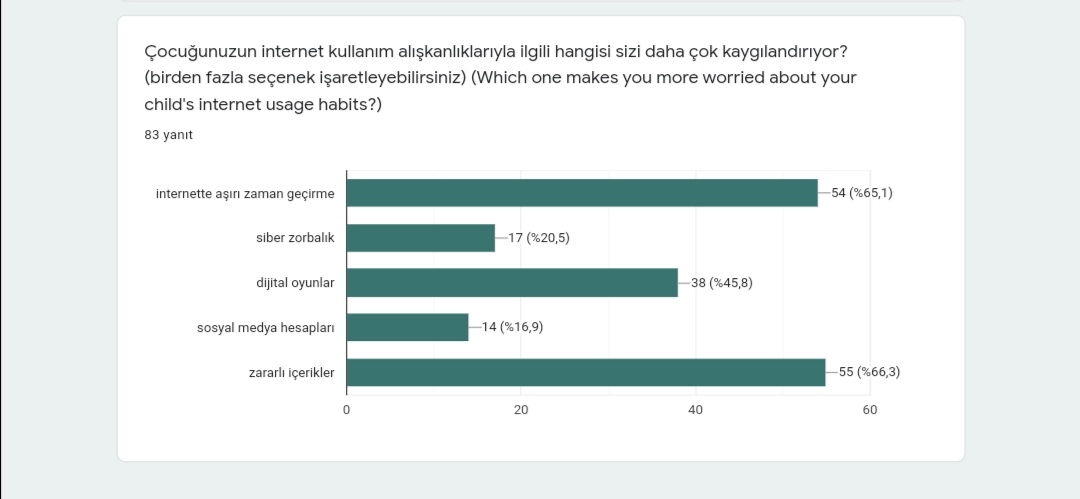 Çocuğunuzun internet kullanım alışkanlıklarıyla ilgili hangisi sizi daha çok kaygılandırıyor?
(birden fazla seçenek işaretleyebilirsiniz) (Which one makes you more worried about your
child's internet usage habits?)
83 yanıt
internette aşırı zaman geçirme 54 (%65,1)
siber zorbalık 17 (%20,5)
dijital oyunlar 38 (%45,8)
sosyal medya hesapları 14 (%16,9)
zararlı içerikler 55 (%66,3)
0 20 40 60